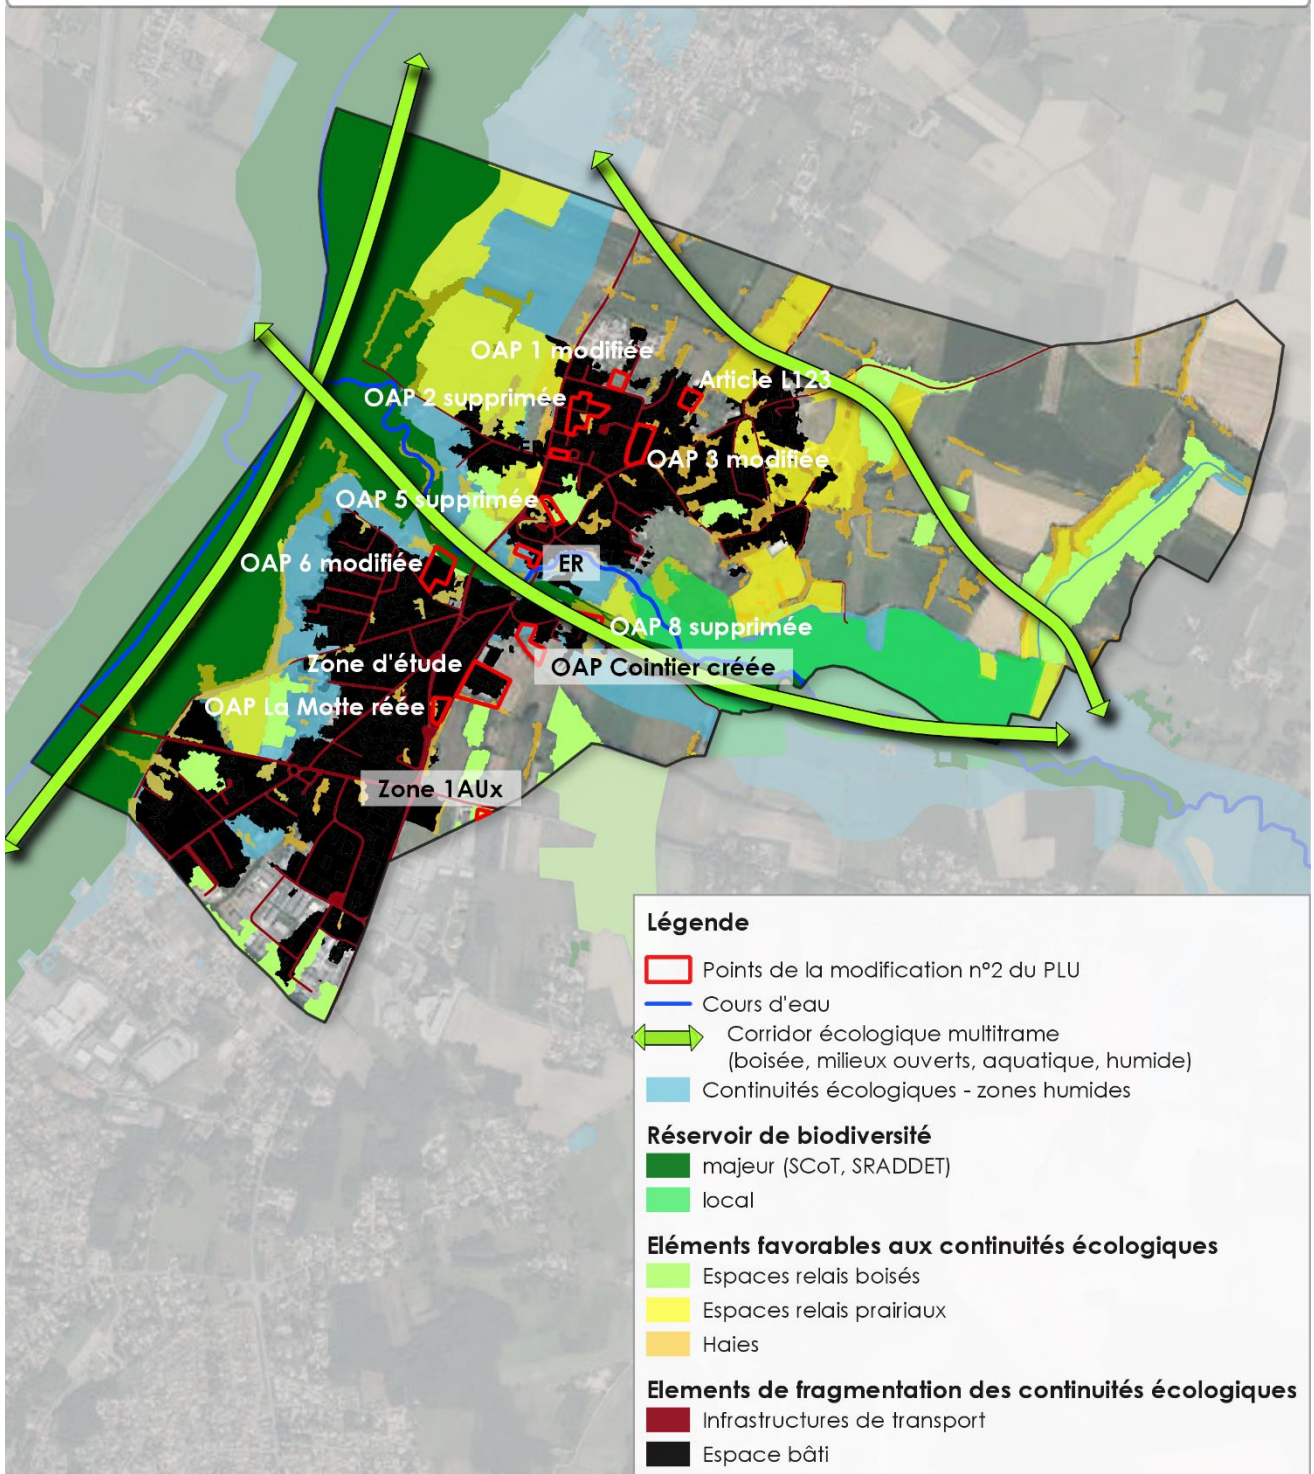 OAP 1 modifiée
Article L123
OAP 2 supprimée
OAP 3 modifiée
OAP 5 supprimée
OAP 6 modifiée
ER
OAP 8 supprimée
Zone d'étude
OAP Cointier créée
OAP La Motte réée
Zone 1AUx
Légende
Points de la modification n°2 du PLU
Cours d'eau
Corridor écologique multitrame
(boisée, milieux ouverts, aquatique, humide)
Continuités écologiques - zones humides
Réservoir de biodiversité
majeur (SCoT, SRADDET)
local
Eléments favorables aux continuités écologiques
Espaces relais boisés
Espaces relais prairiaux
Haies
Elements de fragmentation des continuités écologiques
Infrastructures de transport
Espace bâti